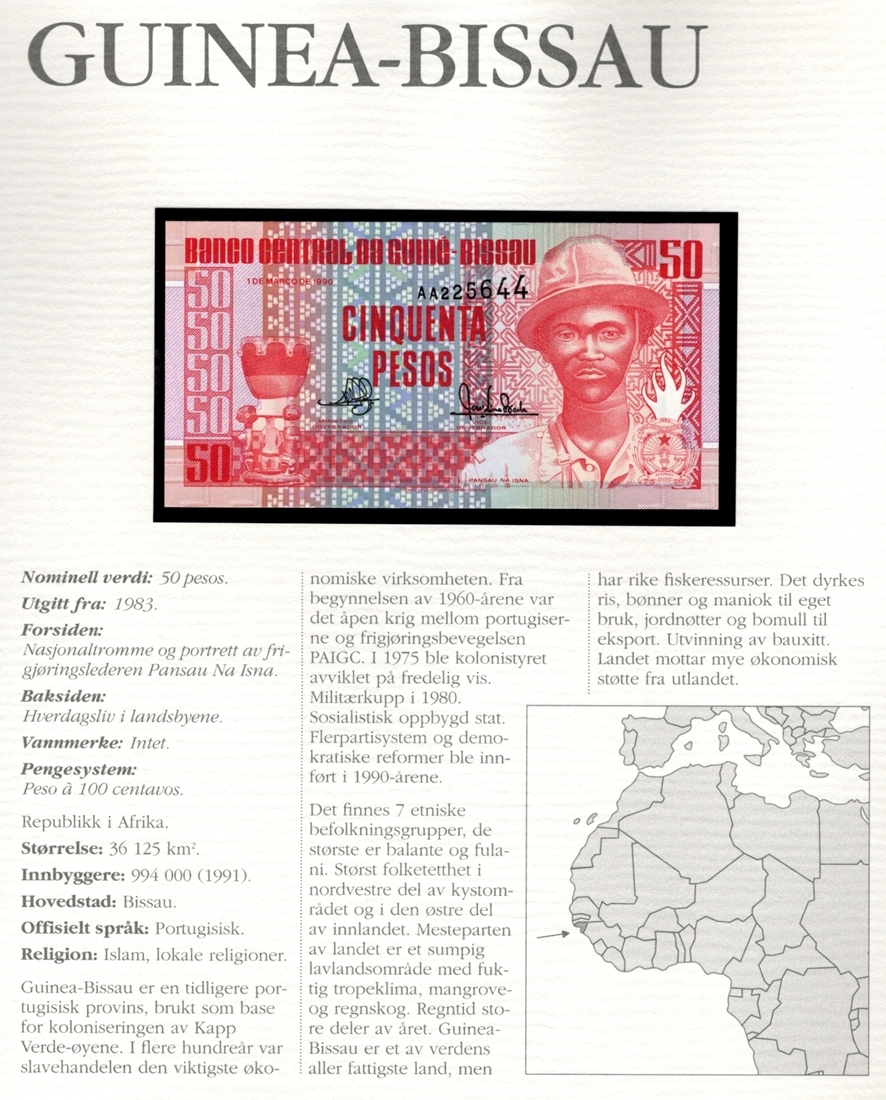 GUINEA-BISSAU
BANCO CENTRAL DA GUINÉ-BISSAU
50
1 DE MARÇO DE 1990
AA225644
CINQUENTA
PESOS
50
50
50
50
50
MINISTRO
GOVERNADOR
VICE
GOVERNADOR
PANSAU NA ISNA
Nominell verdi: 50 pesos.
Utgitt fra: 1983.
Forsiden:
Nasjonaltromme og portrett av fri-
gjøringslederen Pansau Na Isna.
Baksiden:
Hverdagsliv i landsbyene.
Vannmerke: Intet.
Pengesystem:
Peso à 100 centavos.
Republikk i Afrika.
Størrelse: 36 125 km².
Innbyggere: 994 000 (1991).
Hovedstad: Bissau.
Offisielt språk: Portugisisk.
Religion: Islam, lokale religioner.
Guinea-Bissau er en tidligere por-
tugisisk provins, brukt som base
for koloniseringen av Kapp
Verde-øyene. I flere hundreår var
slavehandelen den viktigste øko-
nomiske virksomheten. Fra
begynnelsen av 1960-årene var
det åpen krig mellom portugiser-
ne og frigjøringsbevegelsen
PAIGC. I 1975 ble kolonistyret
avviklet på fredelig vis.
Militærkupp i 1980.
Sosialistisk oppbygd stat.
Flerpartisystem og demo-
kratiske reformer ble inn-
ført i 1990-årene.
Det finnes 7 etniske
befolkningsgrupper, de
største er balante og fula-
ni. Størst folketetthet i
nordvestre del av kystom-
rådet og i den østre del
av innlandet. Mesteparten
av landet er et sumpig
lavlandsområde med fuk-
tig tropeklima, mangrove-
og regnskog. Regntid sto-
re deler av året. Guinea-
Bissau er et av verdens
aller fattigste land, men
har rike fiskeressurser. Det dyrkes
ris, bønner og maniok til eget
bruk, jordnøtter og bomull til
eksport. Utvinning av bauxitt.
Landet mottar mye økonomisk
støtte fra utlandet.